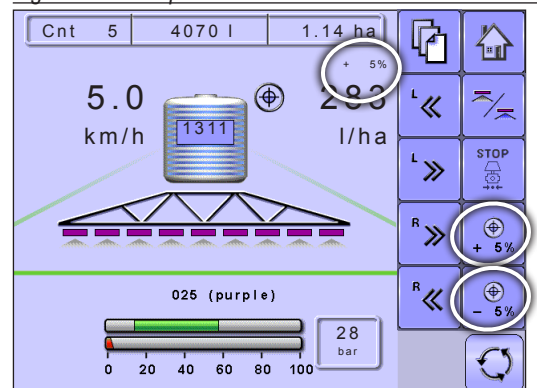 Cnt 5 4070 l 1.14 ha
+ 5%
5.0 283
km/h l/ha
1311
025 (purple)
0 20 40 60 80 100
28
bar
L
L
STOP
R
+ 5%
R
- 5%